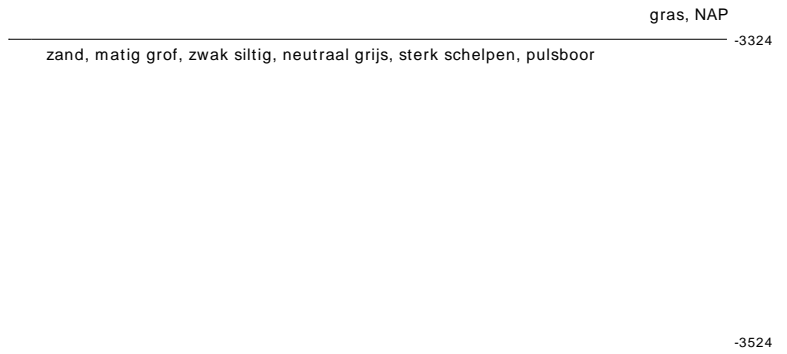 gras, NAP
-3324
zand, matig grof, zwak siltig, neutraal grijs, sterk schelpen, pulsboor
-3524